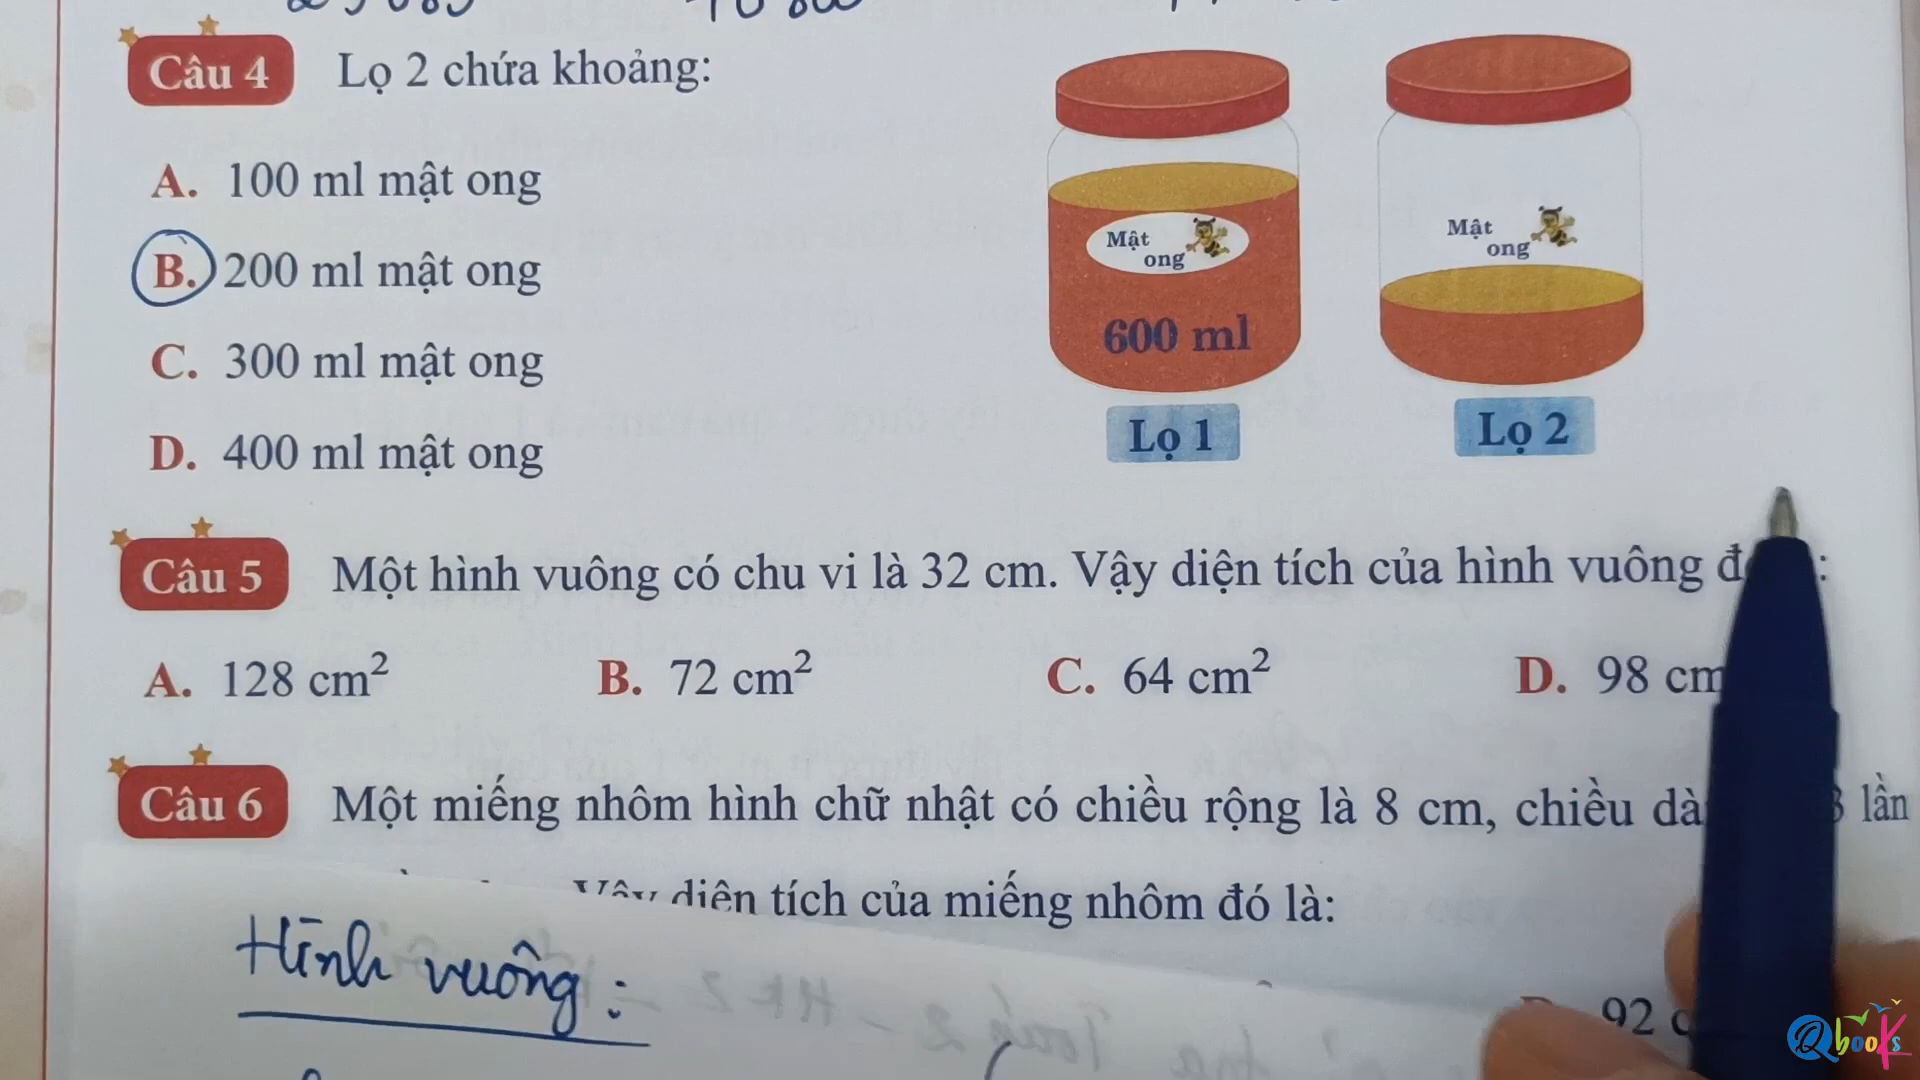 Câu 4 Lọ 2 chứa khoảng:
A. 100 ml mật ong
B. 200 ml mật ong
C. 300 ml mật ong
D. 400 ml mật ong
Mật
ong
600 ml
Lọ 1
Mật
ong
Lọ 2
Câu 5 Một hình vuông có chu vi là 32 cm. Vậy diện tích của hình vuông
A. 128 cm² B. 72 cm² C. 64 cm² D. 98 cm
Câu 6 Một miếng nhôm hình chữ nhật có chiều rộng là 8 cm, chiều lần
diện tích của miếng nhôm đó là:
Hình vuông:
92
Qbooks